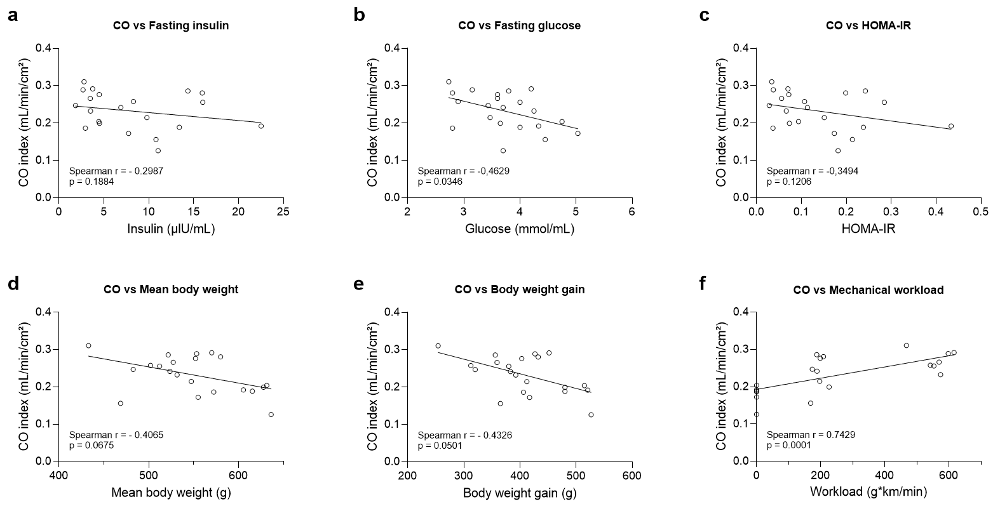 a
CO vs Fasting insulin
CO index (mL/min/cm²)
0.4
0.3
0.2
0.1
0.0
Spearman r = - 0.2987
p = 0.1884
0 5 10 15 20 25
Insulin (µIU/mL)
b
CO vs Fasting glucose
CO index (mL/min/cm²)
0.4
0.3
0.2
0.1
0.0
Spearman r = -0,4629
p = 0.0346
2 3 4 5 6
Glucose (mmol/mL)
c
CO vs HOMA-IR
CO index (mL/min/cm²)
0.4
0.3
0.2
0.1
0.0
Spearman r = -0,3494
p = 0.1206
0.0 0.1 0.2 0.3 0.4 0.5
HOMA-IR
d
CO vs Mean body weight
CO index (mL/min/cm²)
0.4
0.3
0.2
0.1
0.0
Spearman r = - 0.4065
p = 0.0675
400 500 600
Mean body weight (g)
e
CO vs Body weight gain
CO index (mL/min/cm²)
0.4
0.3
0.2
0.1
0.0
Spearman r = - 0.4326
p = 0.0501
200 300 400 500 600
Body weight gain (g)
f
CO vs Mechanical workload
CO index (mL/min/cm²)
0.4
0.3
0.2
0.1
0.0
Spearman r = 0.7429
p = 0.0001
0 200 400 600
Workload (g*km/min)